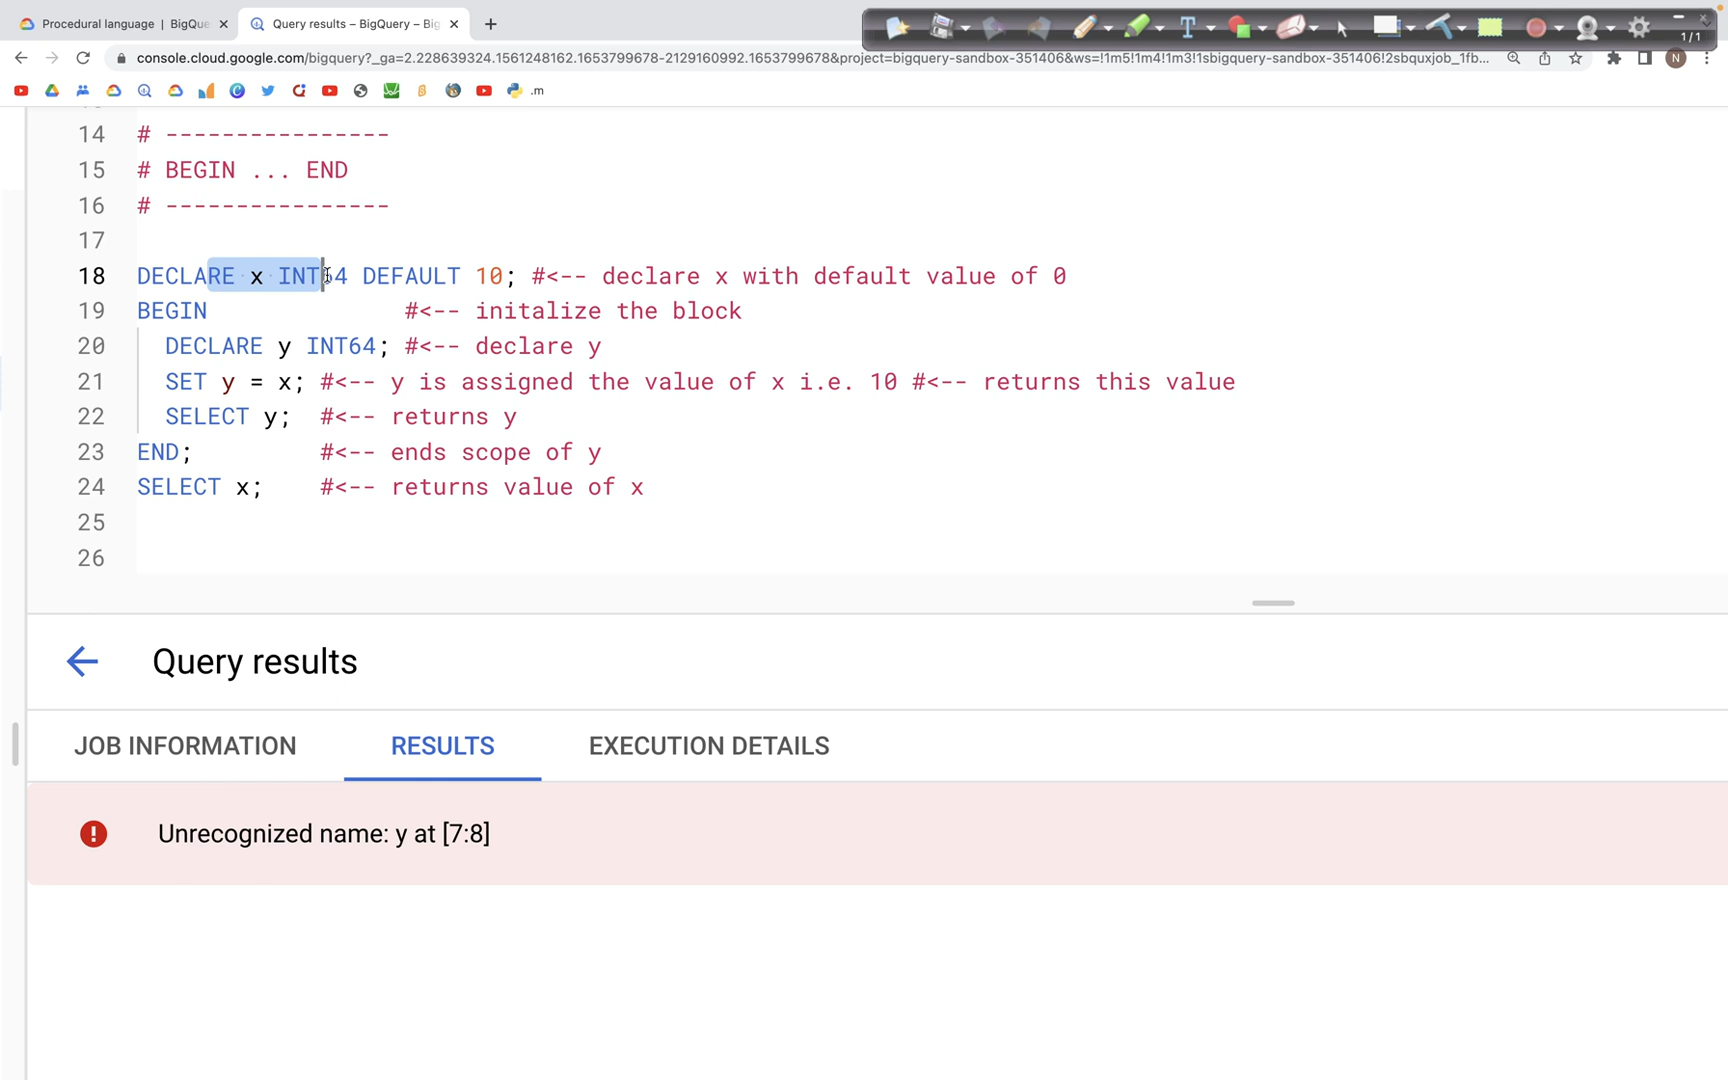 Procedural language | BigQue
Query results – BigQuery – Big
1/1
console.cloud.google.com/bigquery?_ga=2.228639324.1561248162.1653799678-2129160992.1653799678&project=bigquery-sandbox-351406&ws=!1m5!1m4!1m3!1sbigquery-sandbox-351406!2sbquxjob_1fb...
N
.m
14 # ----------------
15 # BEGIN ... END
16 # ----------------
17
18 DECLARE x INT64 DEFAULT 10; #<-- declare x with default value of 0
19 BEGIN #<-- initalize the block
20 DECLARE y INT64; #<-- declare y
21 SET y = x; #<-- y is assigned the value of x i.e. 10 #<-- returns this value
22 SELECT y; #<-- returns y
23 END; #<-- ends scope of y
24 SELECT x; #<-- returns value of x
25
26
Query results
JOB INFORMATION RESULTS EXECUTION DETAILS
Unrecognized name: y at [7:8]